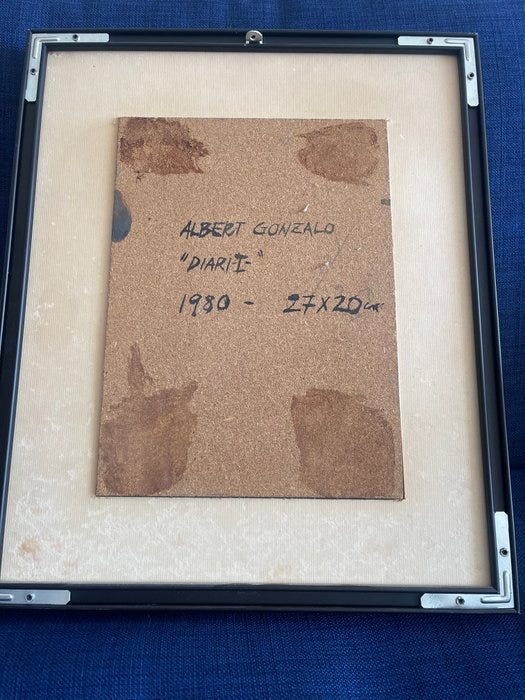 ALBERT GONZALO
"DIARI-I-"
1980 - 27X20cm